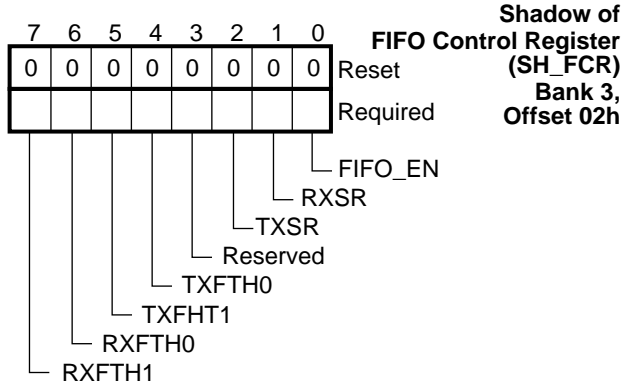 Shadow of
FIFO Control Register
(SH_FCR)
Bank 3,
Offset 02h
7 6 5 4 3 2 1 0
0 0 0 0 0 0 0 0 Reset
Required
FIFO_EN
RXSR
TXSR
Reserved
TXFTH0
TXFHT1
RXFTH0
RXFTH1